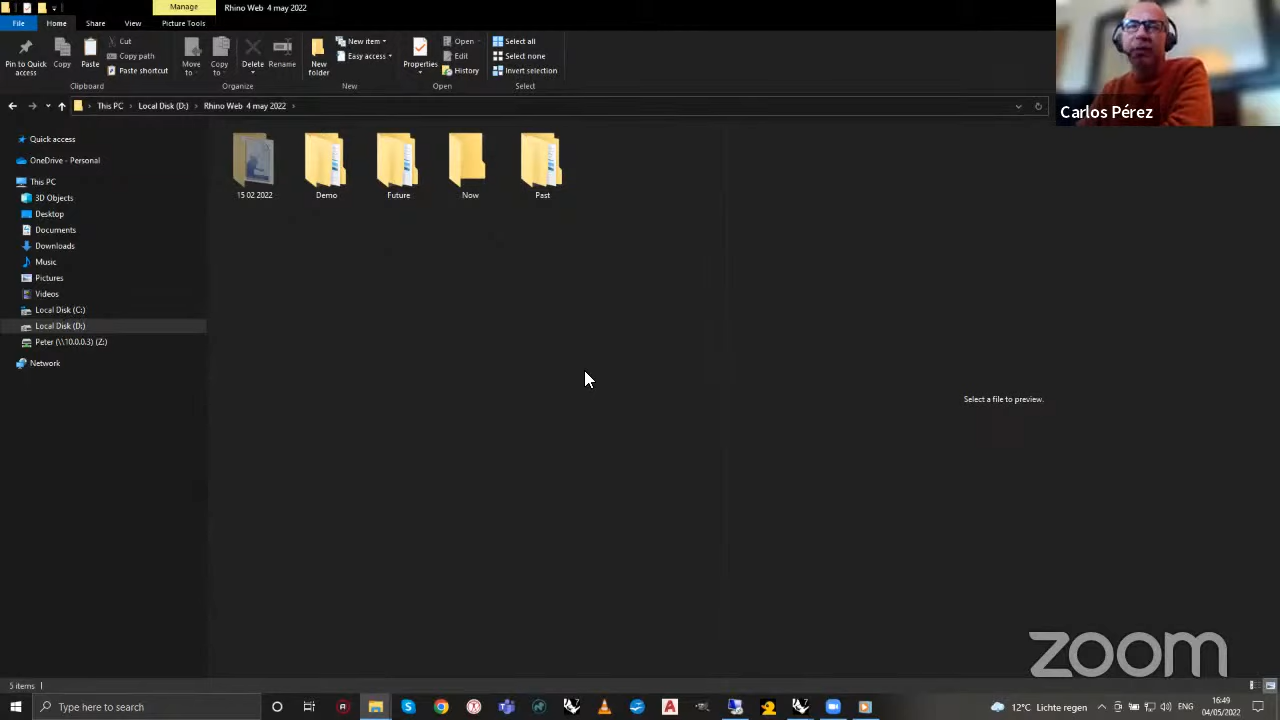 Manage
Rhino Web 4 may 2022
File
Home
Share
View
Picture Tools
Pin to Quick
access
Copy
Paste
Cut
Copy path
Paste shortcut
Clipboard
Move
to
Copy
to
Delete
Rename
Organize
New
folder
New item
Easy access
New
Properties
Open
Edit
History
Open
Select all
Select none
Invert selection
Select
This PC
Local Disk (D:)
Rhino Web 4 may 2022
Carlos Pérez
Quick access
OneDrive - Personal
This PC
3D Objects
Desktop
Documents
Downloads
Music
Pictures
Videos
Local Disk (C:)
Local Disk (D:)
Peter (\\10.0.0.3) (Z:)
Network
15 02 2022
Demo
Future
Now
Past
Select a file to preview.
zoom
5 items
Type here to search
12°C Lichte regen
ENG
16:49
04/05/2022